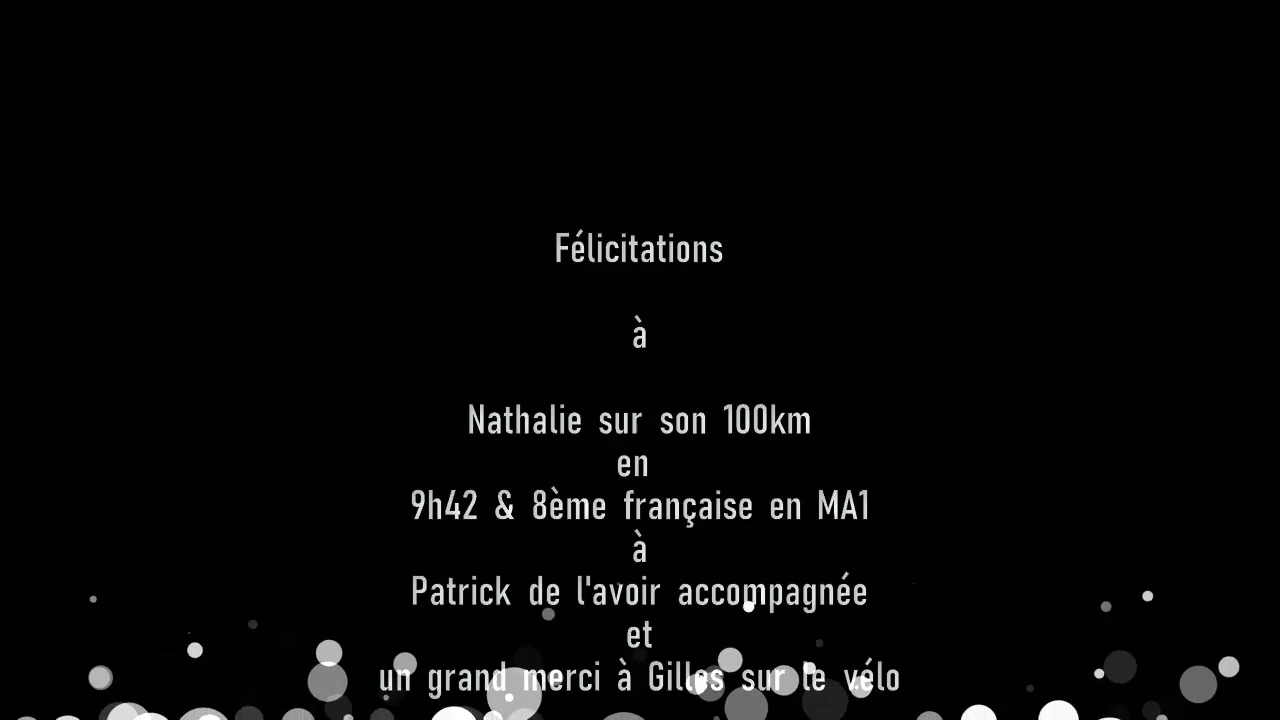 Félicitations
à
Nathalie sur son 100km
en
9h42 & 8ème française en MA1
à
Patrick de l'avoir accompagnée
et
un grand merci à Gilles sur le vélo